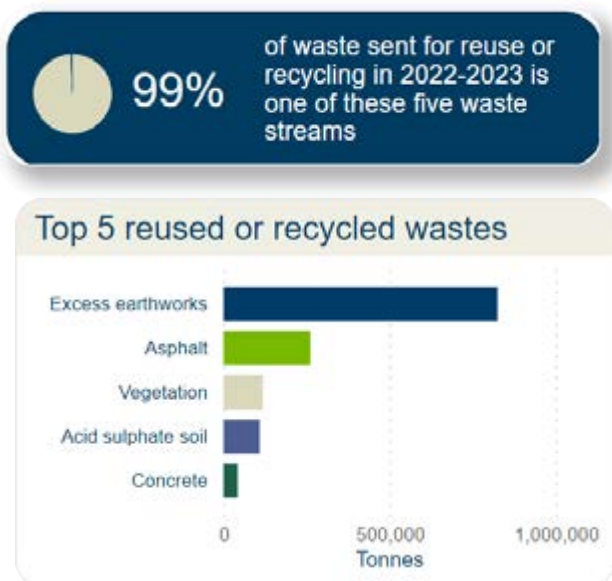 99%
of waste sent for reuse or
recycling in 2022-2023 is
one of these five waste
streams
Top 5 reused or recycled wastes
Excess earthworks
Asphalt
Vegetation
Acid sulphate soil
Concrete
0 500,000 1,000,000
Tonnes